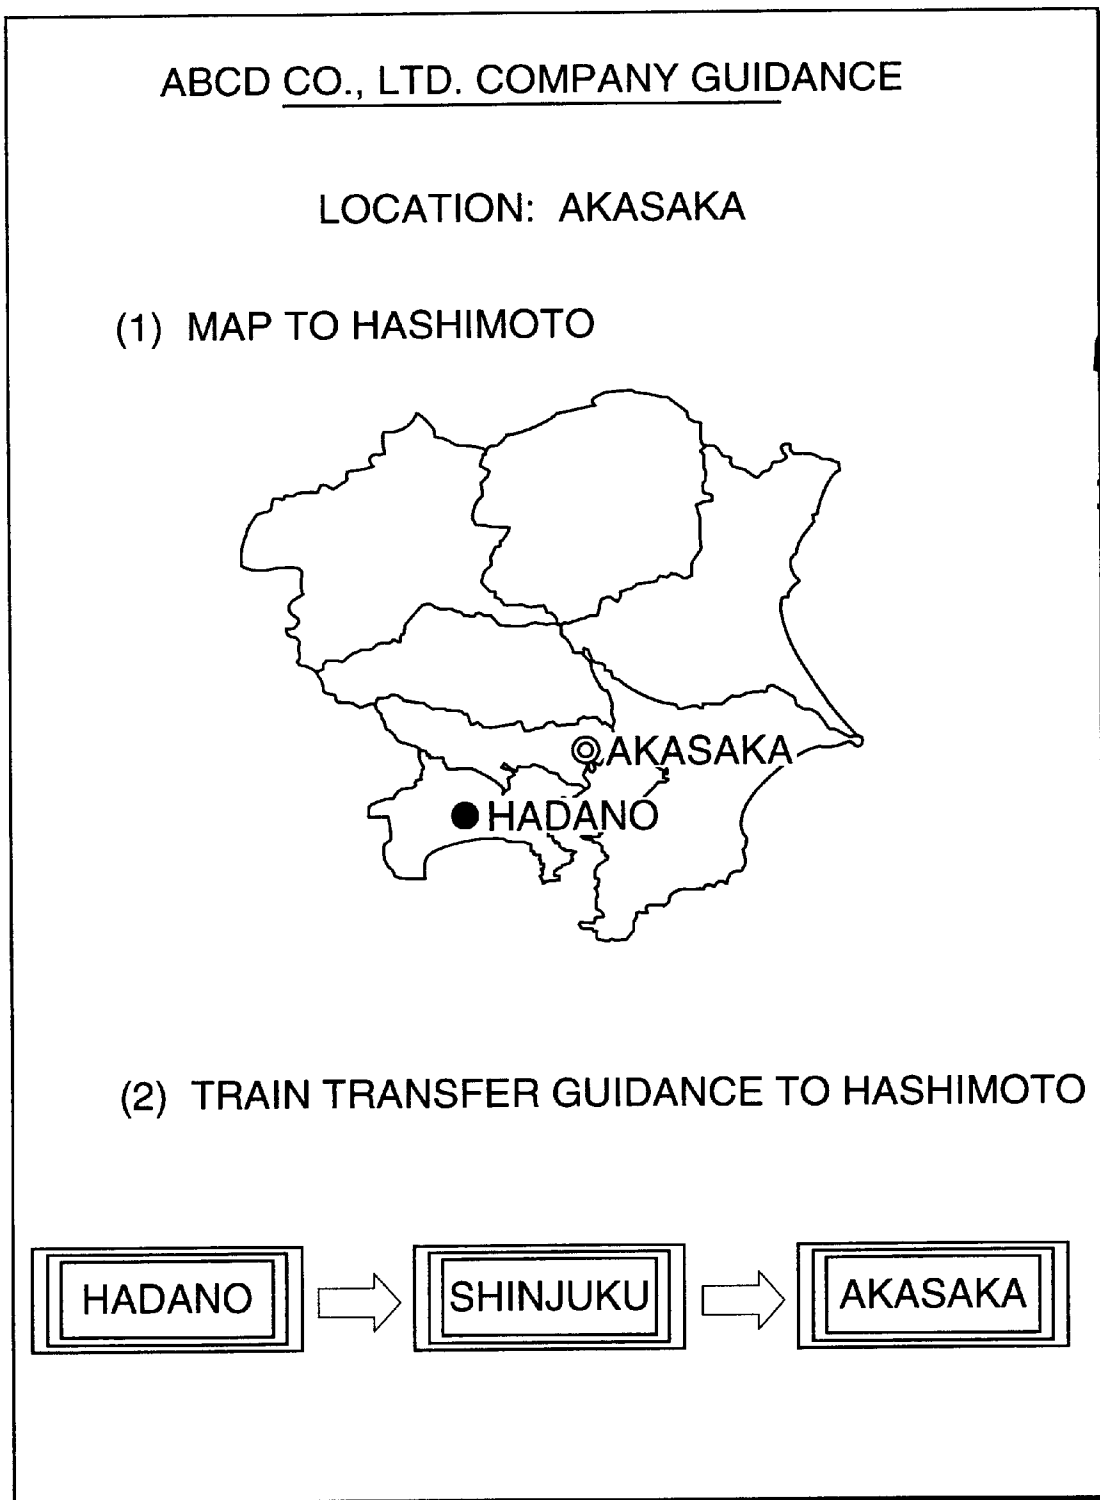 ABCD CO., LTD. COMPANY GUIDANCE
LOCATION: AKASAKA
(1) MAP TO HASHIMOTO
AKASAKA
HADANO
(2) TRAIN TRANSFER GUIDANCE TO HASHIMOTO
HADANO
SHINJUKU
AKASAKA